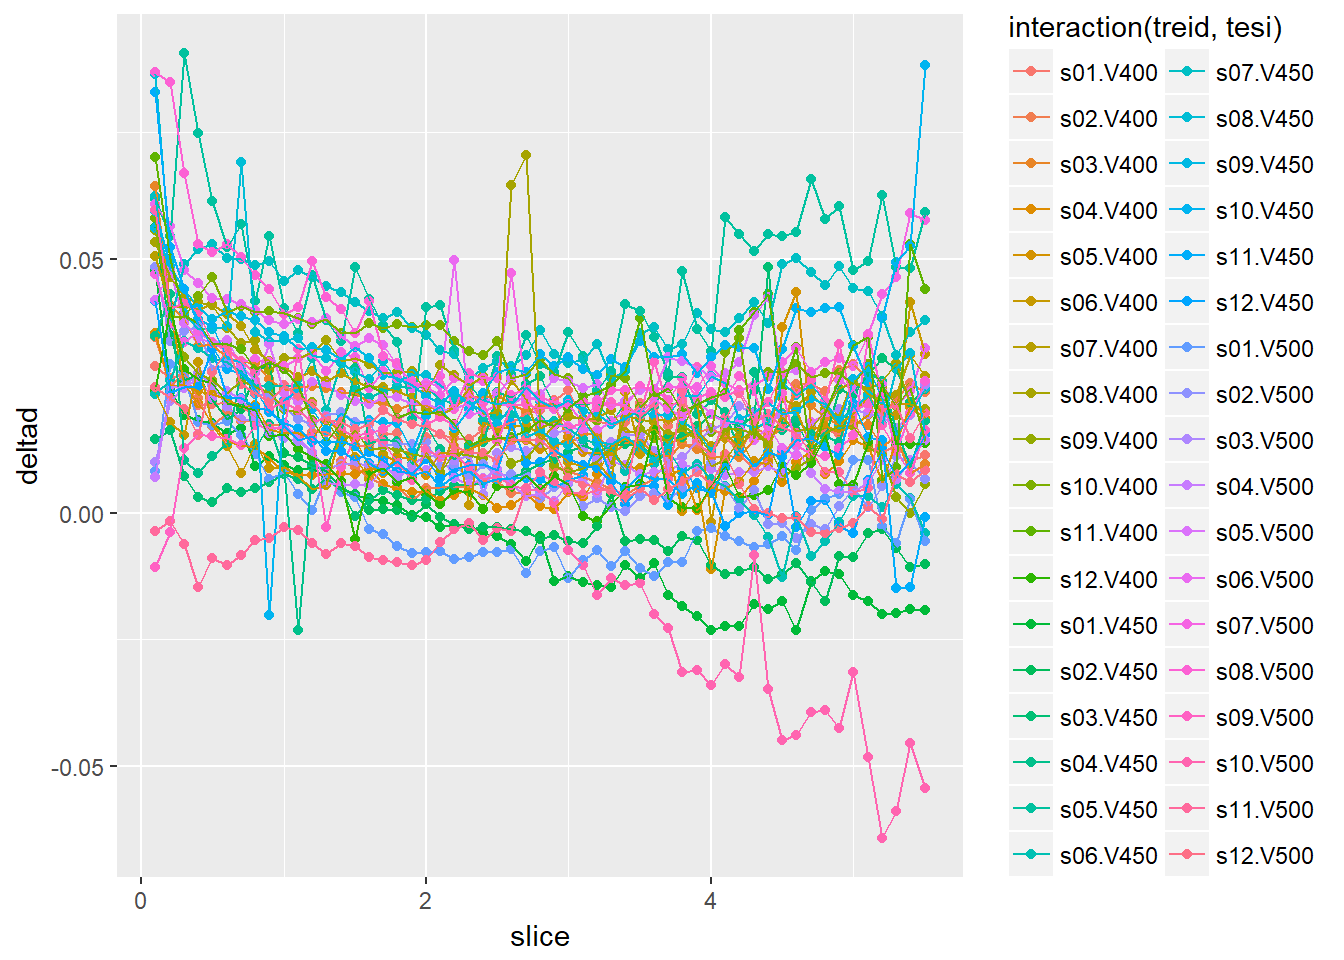 interaction(treid, tesi)
s01.V400 s07.V450
s02.V400 s08.V450
s03.V400 s09.V450
s04.V400 s10.V450
s05.V400 s11.V450
s06.V400 s12.V450
s07.V400 s01.V500
s08.V400 s02.V500
s09.V400 s03.V500
s10.V400 s04.V500
s11.V400 s05.V500
s12.V400 s06.V500
s01.V450 s07.V500
s02.V450 s08.V500
s03.V450 s09.V500
s04.V450 s10.V500
s05.V450 s11.V500
s06.V450 s12.V500
deltad
0.05
0.00
-0.05
0 2 4
slice